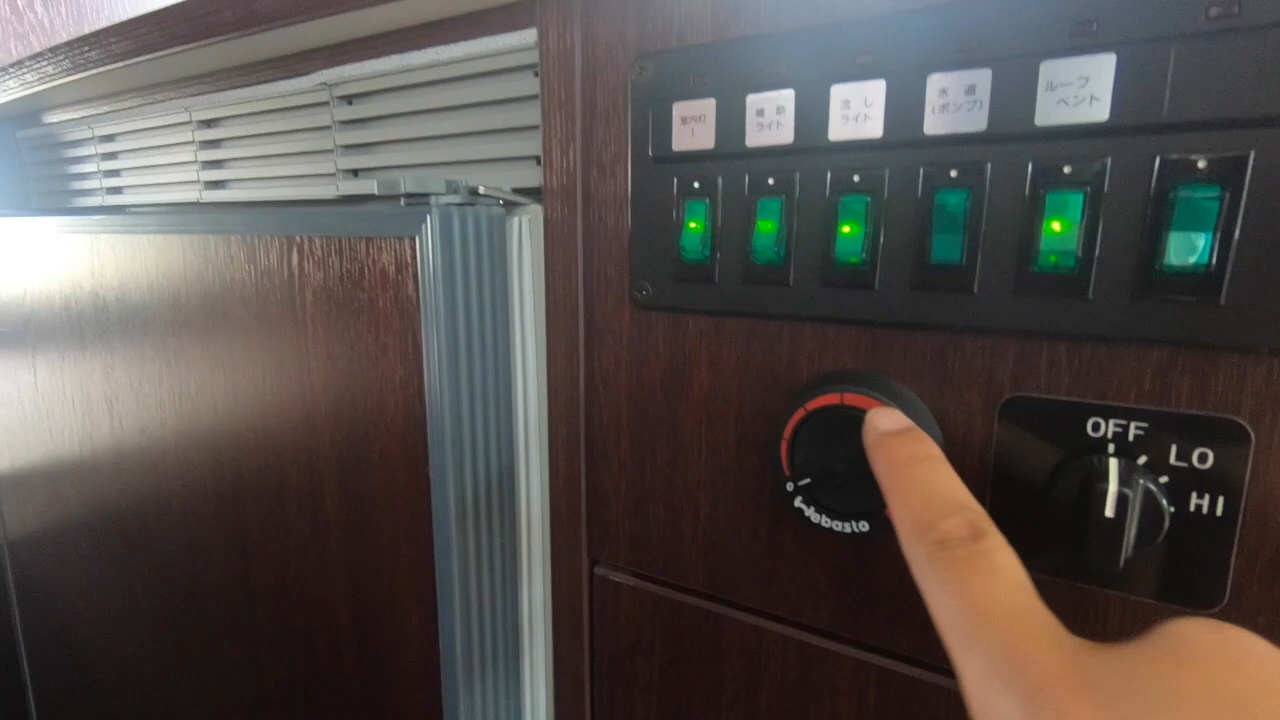 室内灯
1
補助
ライト
流し
ライト
水道
(ポンプ)
ルーフ
ベント
OFF
LO
HI
0
Webasto